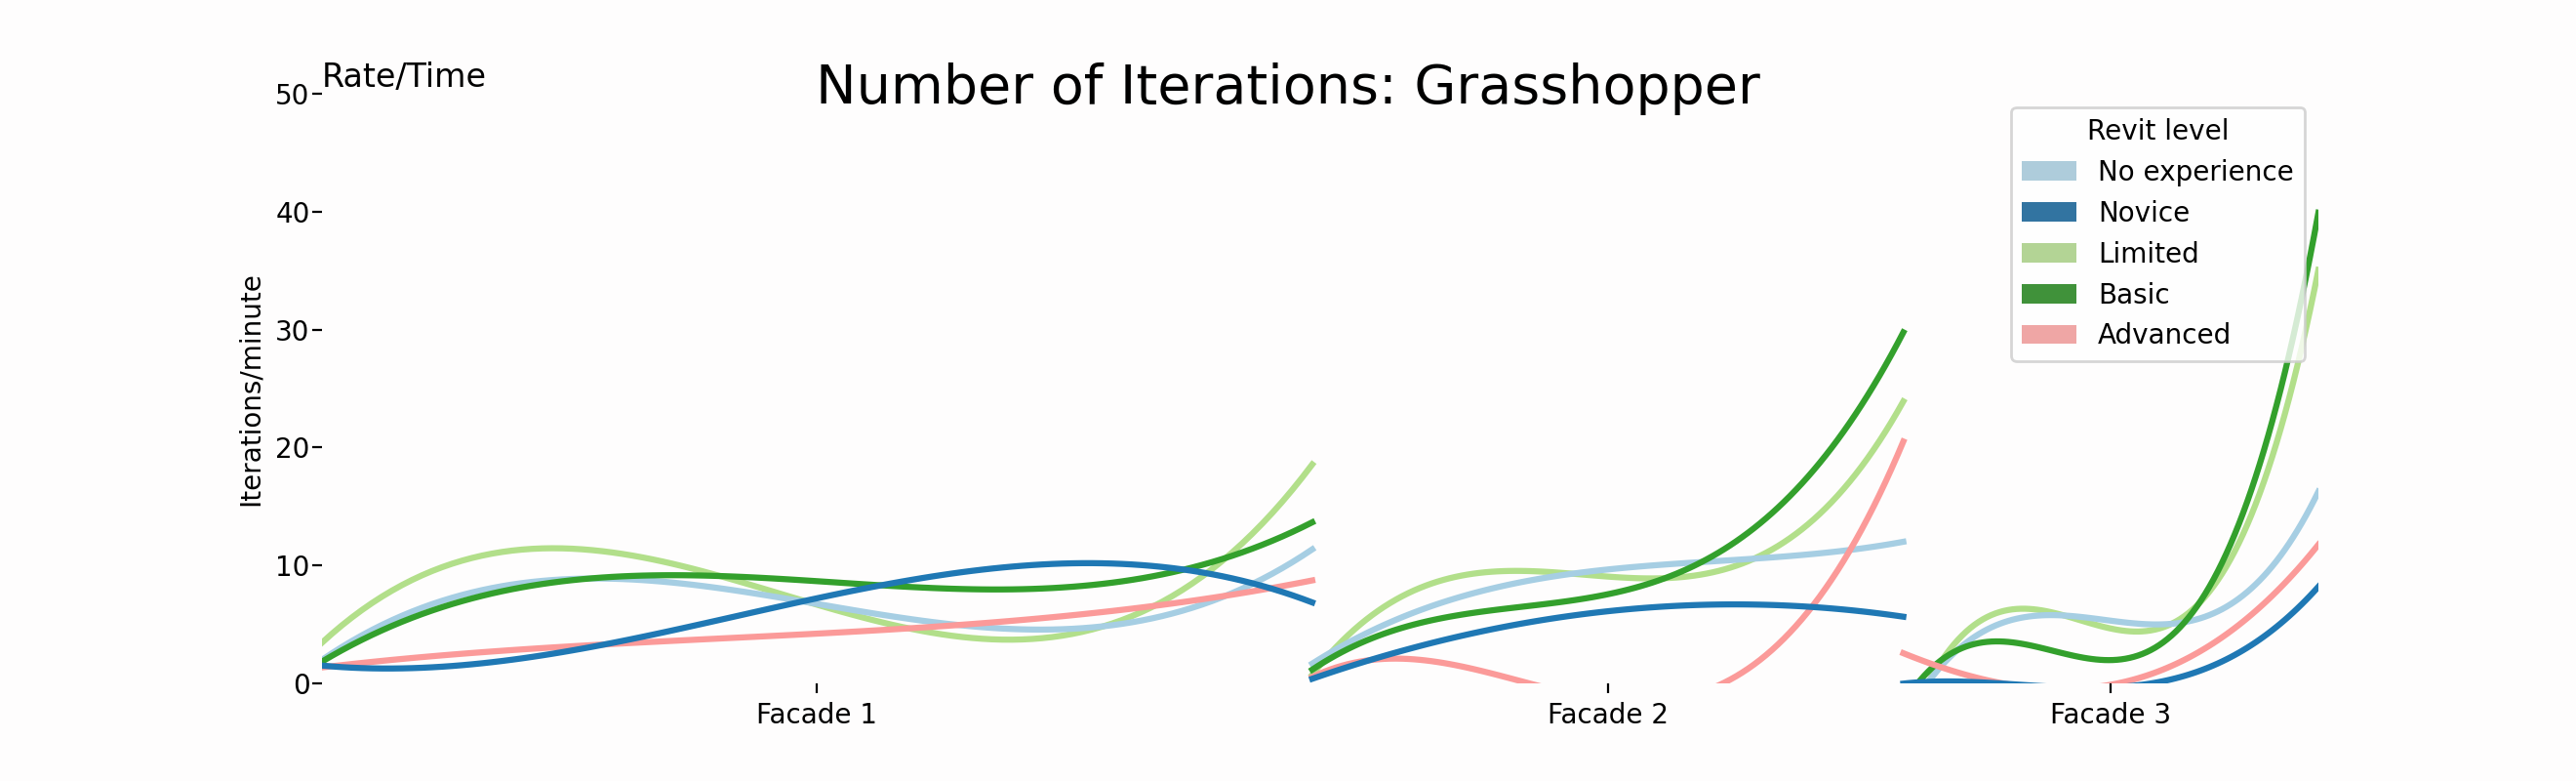 Rate/Time
Number of Iterations: Grasshopper
Iterations/minute
50
40
30
20
10
0
Facade 1
Facade 2
Facade 3
Revit level
No experience
Novice
Limited
Basic
Advanced